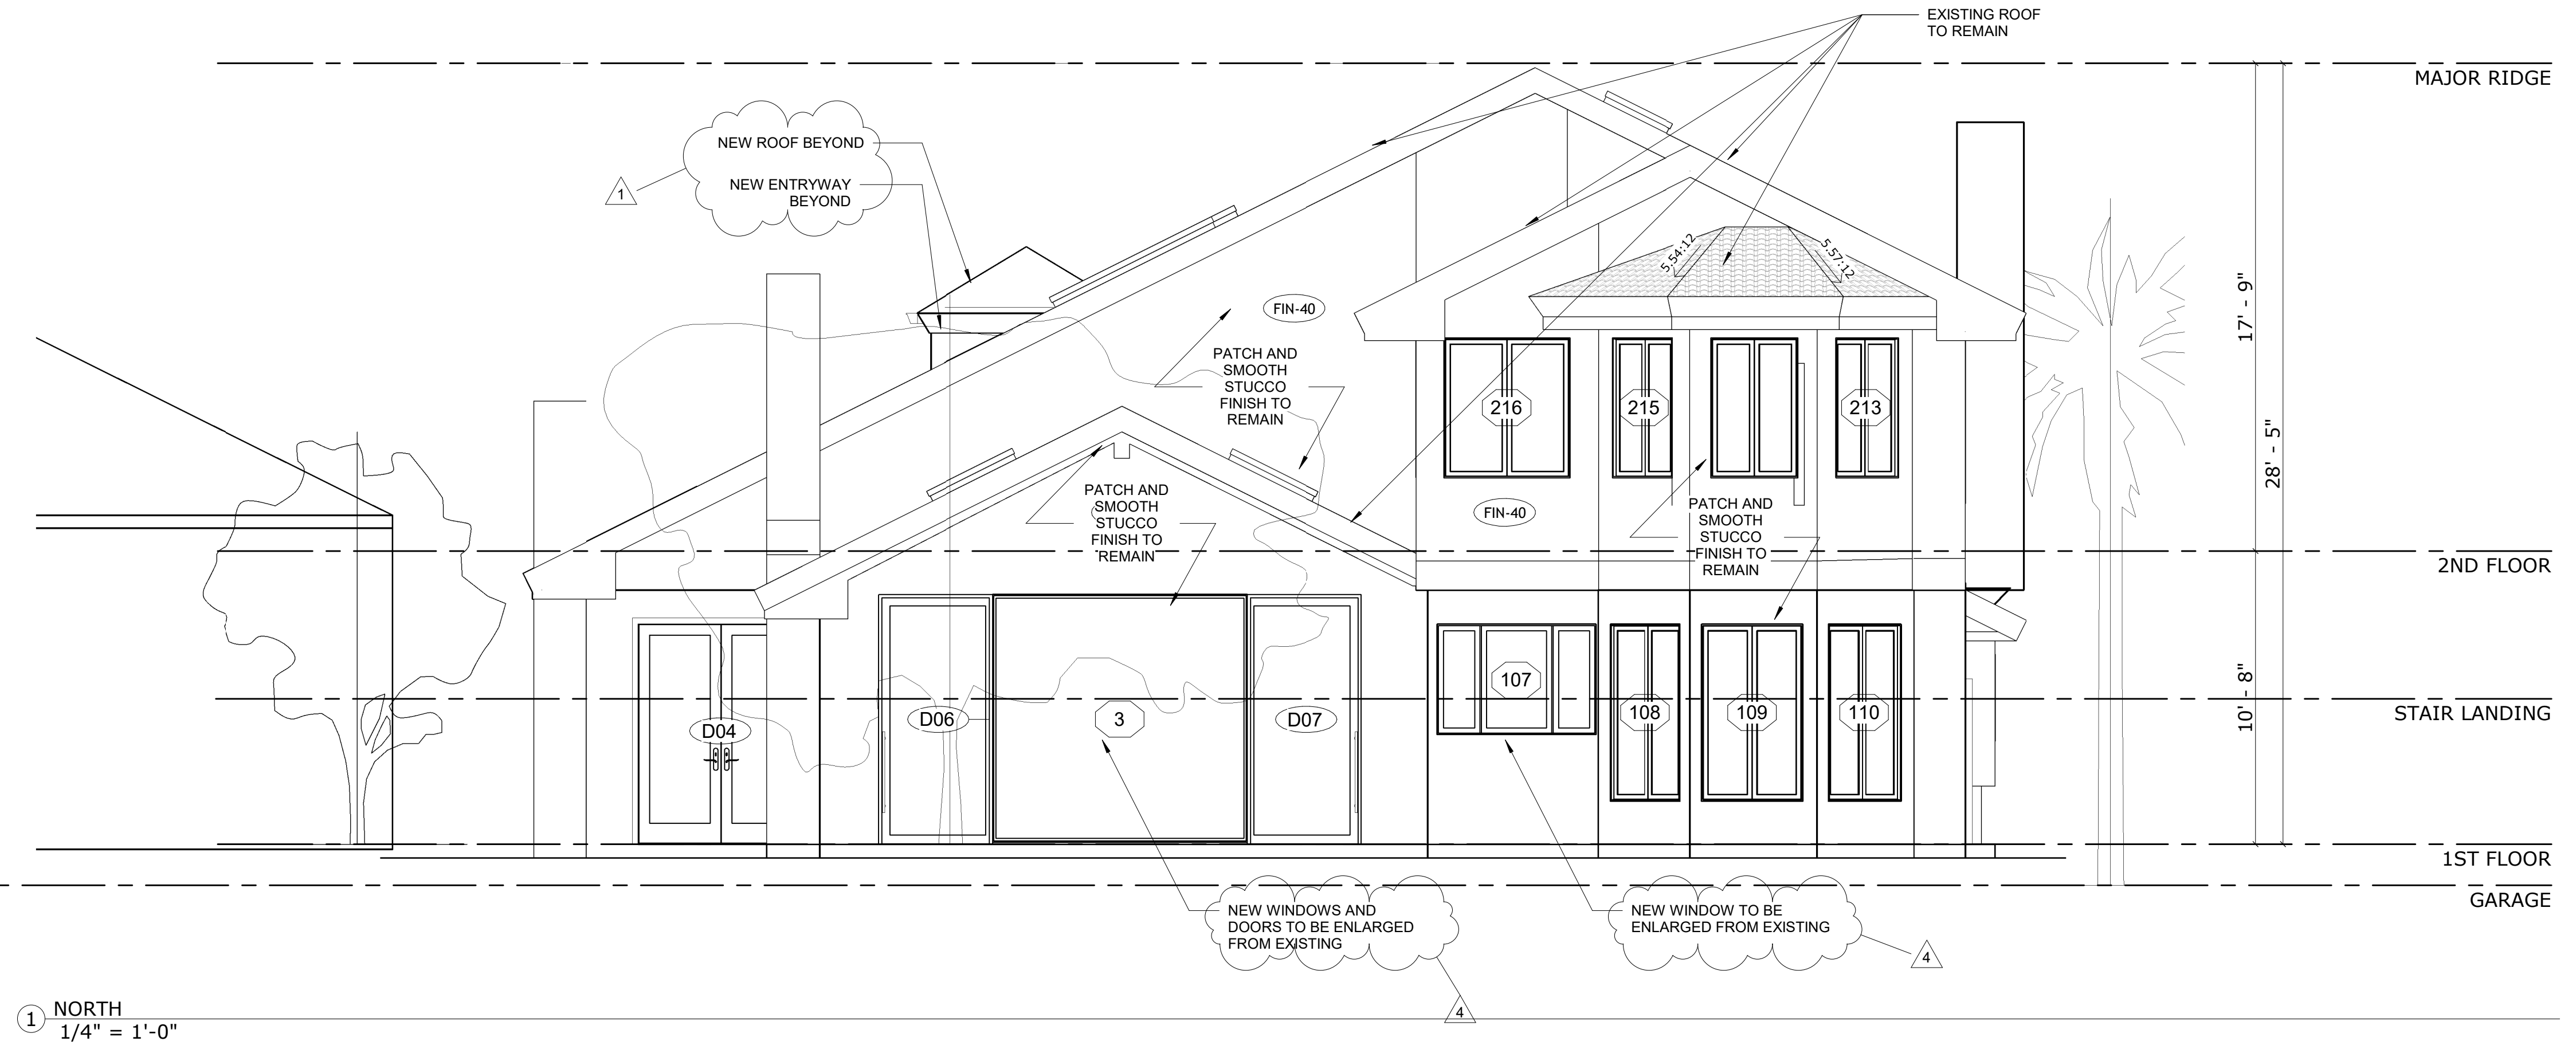 EXISTING ROOF
TO REMAIN
MAJOR RIDGE
NEW ROOF BEYOND
NEW ENTRYWAY
BEYOND
1
5.54:12
5.57:12
FIN-40
17' - 9"
PATCH AND
SMOOTH
STUCCO
FINISH TO
REMAIN
216
215
213
28' - 5"
PATCH AND
SMOOTH
STUCCO
FINISH TO
REMAIN
FIN-40
PATCH AND
SMOOTH
STUCCO
FINISH TO
REMAIN
2ND FLOOR
107
10' - 8"
STAIR LANDING
D04
D06
3
D07
108
109
110
1ST FLOOR
GARAGE
NEW WINDOWS AND
DOORS TO BE ENLARGED
FROM EXISTING
4
NEW WINDOW TO BE
ENLARGED FROM EXISTING
4
1
NORTH
1/4" = 1'-0"